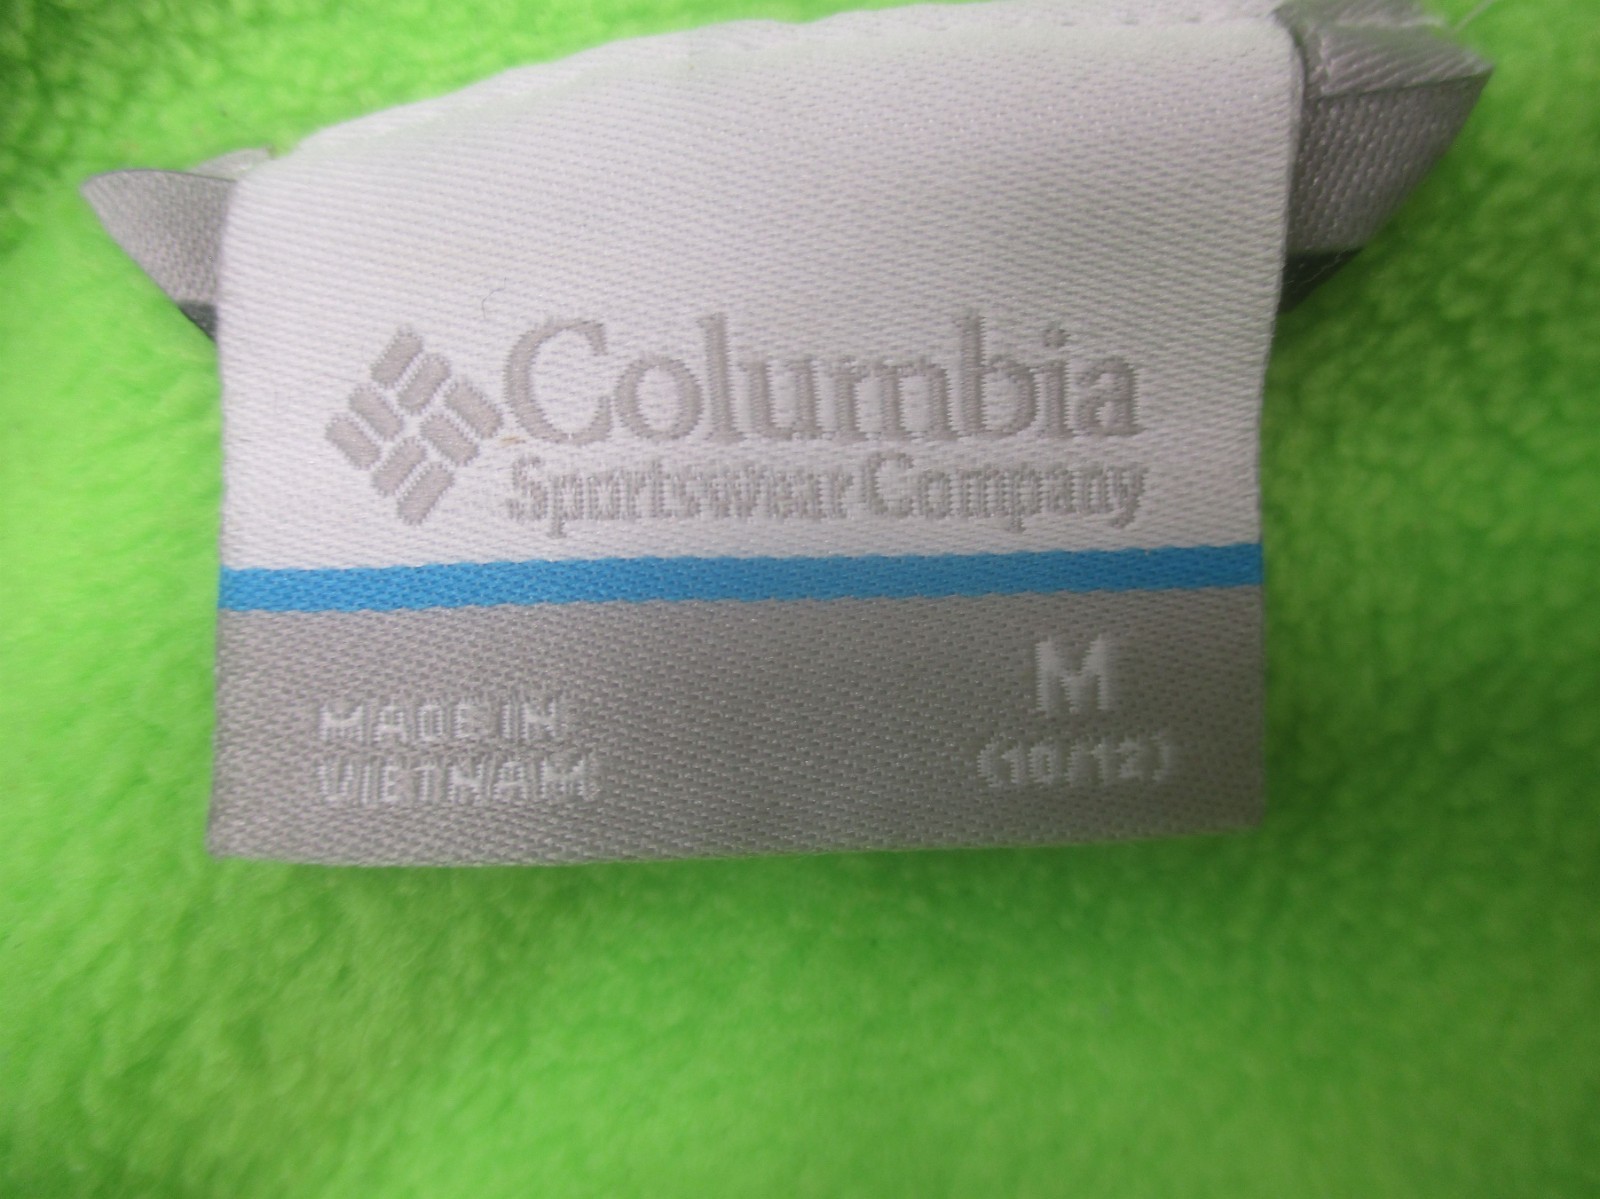 Columbia
Sportswear Company
M
MADE IN
VIETNAM
(10/12)